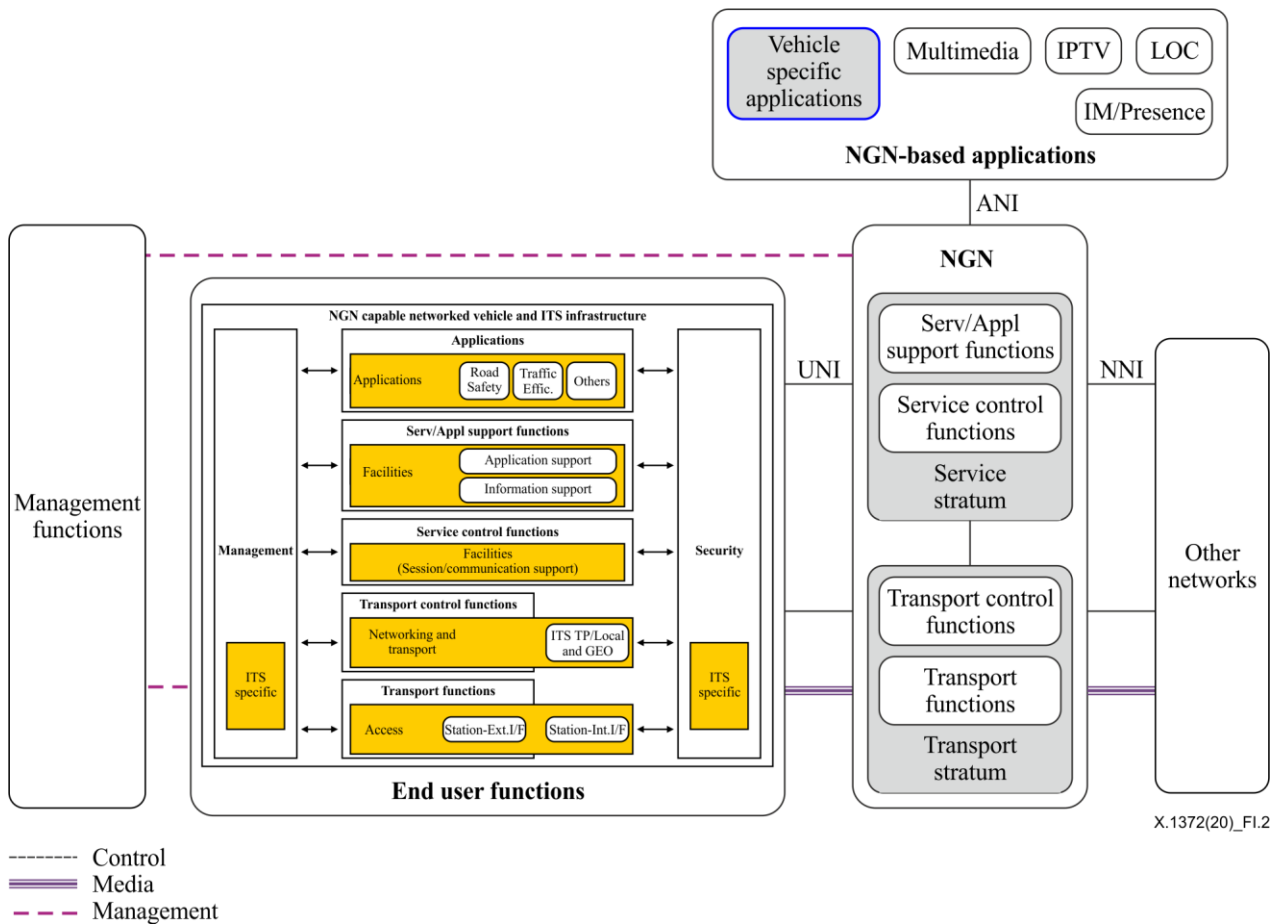 Vehicle
specific
applications
Multimedia
IPTV
LOC
IM/Presence
NGN-based applications
ANI
Management
functions
NGN capable networked vehicle and ITS infrastructure
Management
ITS
specific
Applications
Applications
Road
Safety
Traffic
Effic.
Others
Serv/Appl support functions
Facilities
Application support
Information support
Service control functions
Facilities
(Session/communication support)
Transport control functions
Networking and
transport
ITS TP/Local
and GEO
Transport functions
Access
Station-Ext.I/F
Station-Int.I/F
Security
ITS
specific
End user functions
UNI
NGN
Serv/Appl
support functions
Service control
functions
Service
stratum
Transport control
functions
Transport
functions
Transport
stratum
NNI
Other
networks
X.1372(20)_FI.2
Control
Media
Management